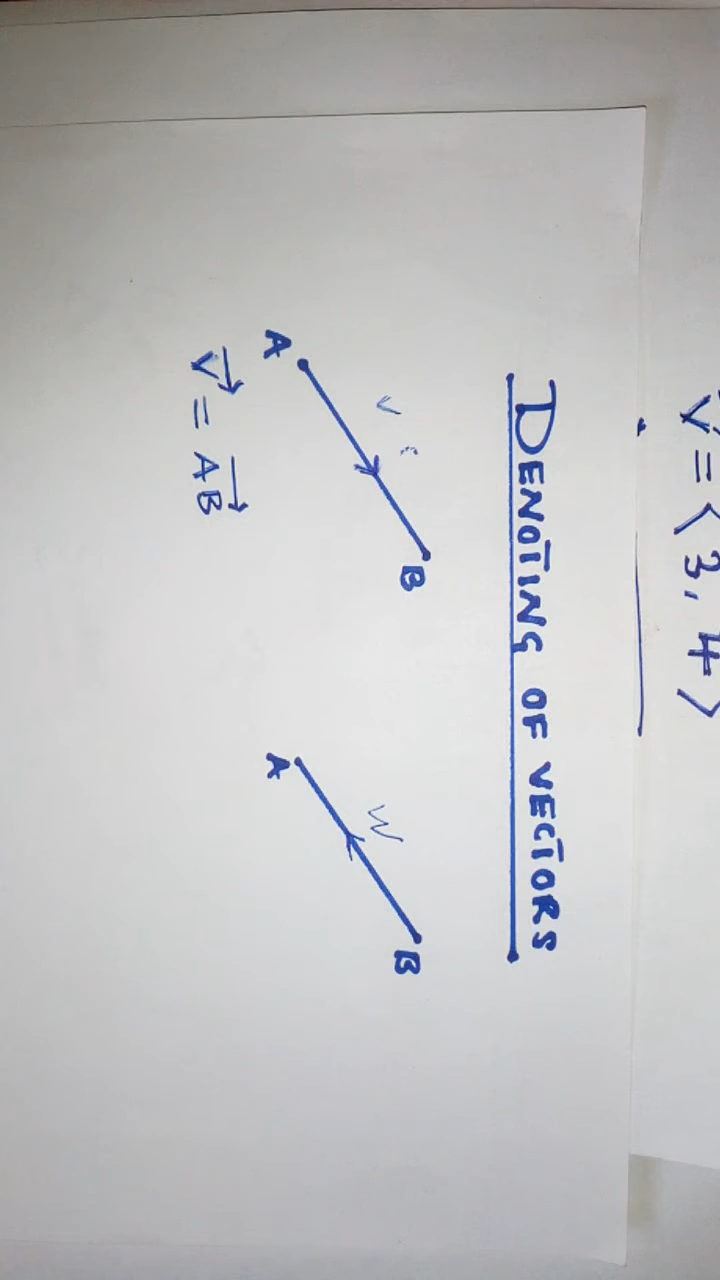 V⃗ = ⟨3, 4⟩
DENOTING OF VECTORS
V
B
A
W
B
A
V⃗ = AB⃗